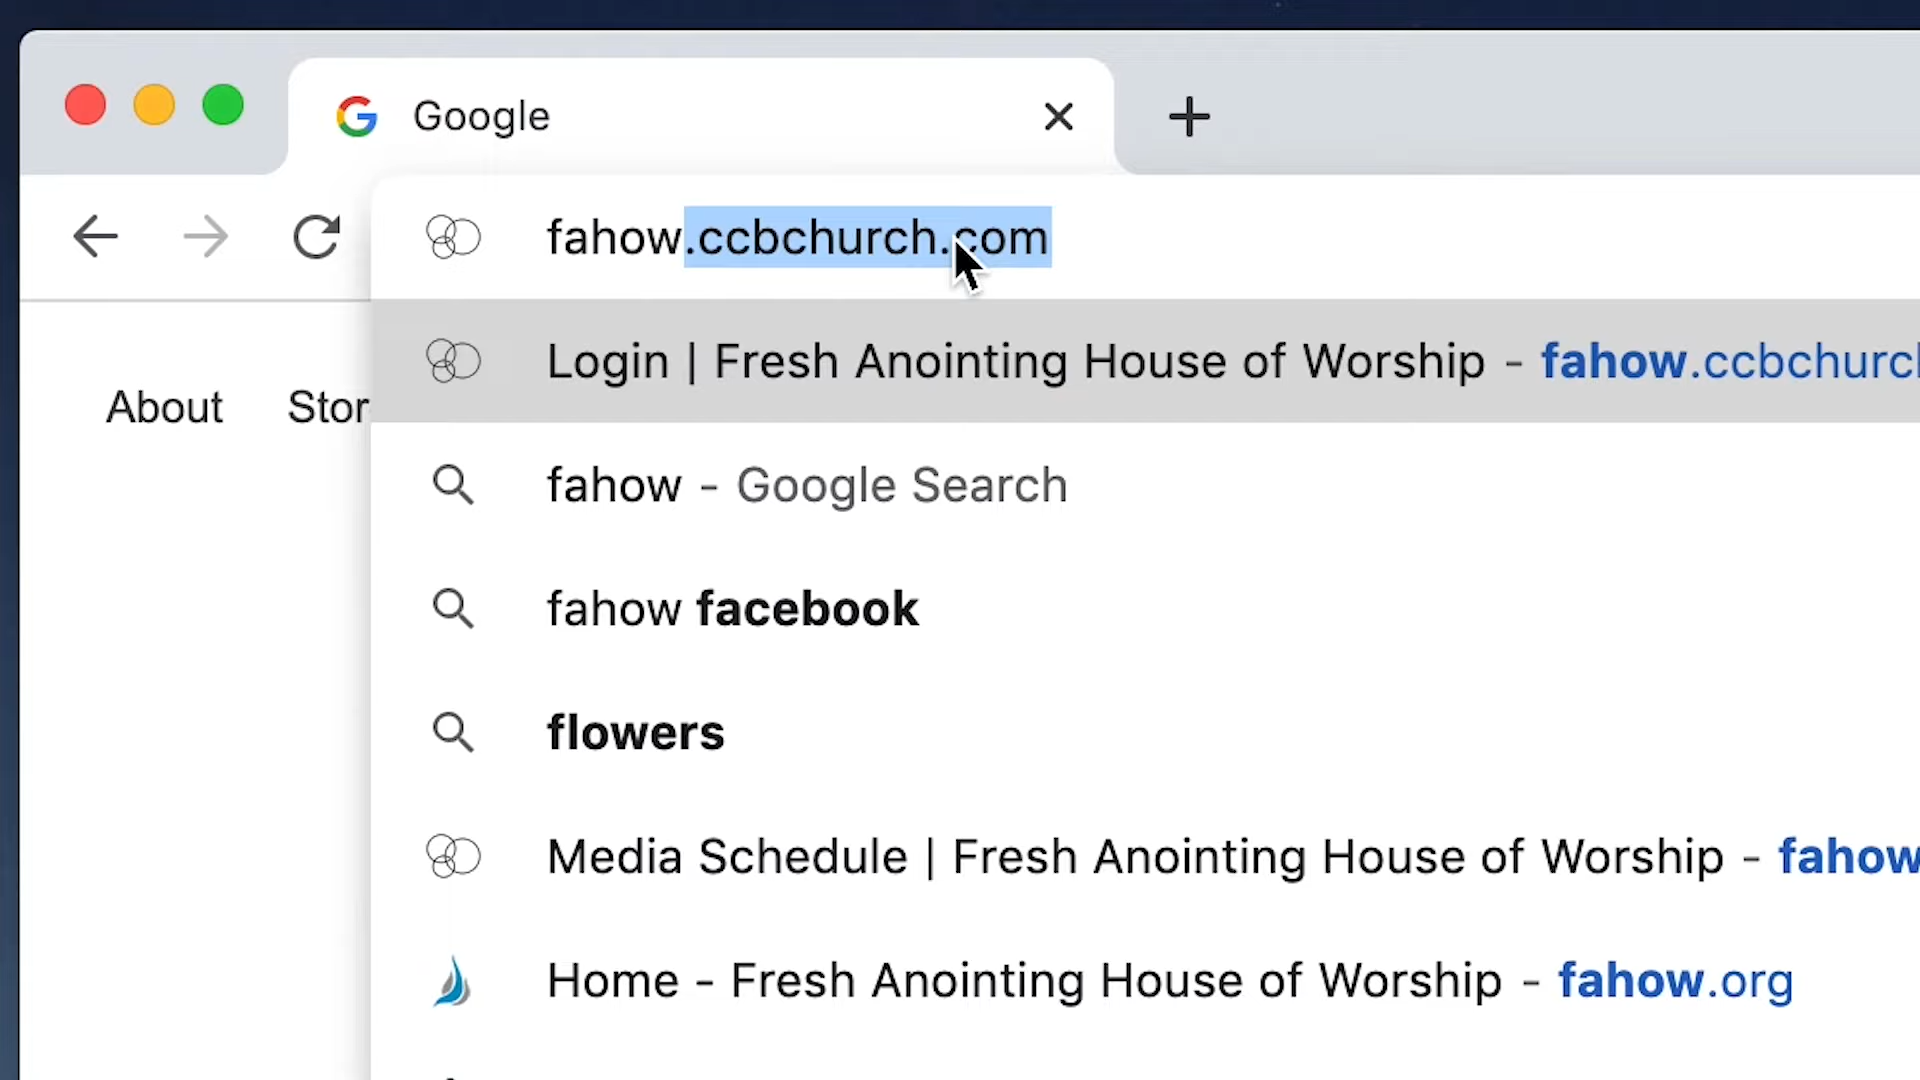 Google
fahow.ccbchurch.com
Login | Fresh Anointing House of Worship - fahow.ccbchurch
About Stor
fahow - Google Search
fahow facebook
flowers
Media Schedule | Fresh Anointing House of Worship - fahow
Home - Fresh Anointing House of Worship - fahow.org